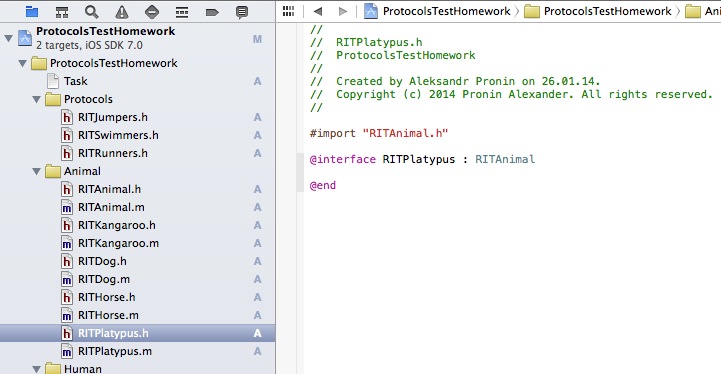 ProtocolsTestHomework
2 targets, iOS SDK 7.0
M
ProtocolsTestHomework
Task
A
Protocols
RITJumpers.h
A
RITSwimmers.h
A
RITRunners.h
A
Animal
RITAnimal.h
A
RITAnimal.m
A
RITKangaroo.h
A
RITKangaroo.m
A
RITDog.h
A
RITDog.m
A
RITHorse.h
A
RITHorse.m
A
RITPlatypus.h
A
RITPlatypus.m
A
Human
ProtocolsTestHomework
ProtocolsTestHomework
Ani
//
//  RITPlatypus.h
//  ProtocolsTestHomework
//
//  Created by Aleksandr Pronin on 26.01.14.
//  Copyright (c) 2014 Pronin Alexander. All rights reserved.
//
#import "RITAnimal.h"
@interface RITPlatypus : RITAnimal
@end